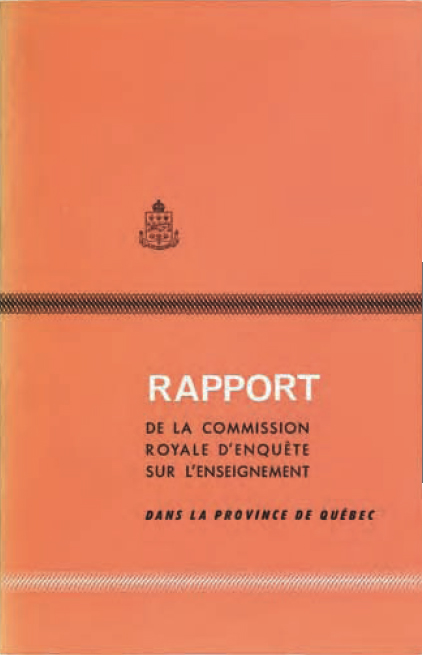 RAPPORT
DE LA COMMISSION
ROYALE D'ENQUÊTE
SUR L'ENSEIGNEMENT
DANS LA PROVINCE DE QUÉBEC